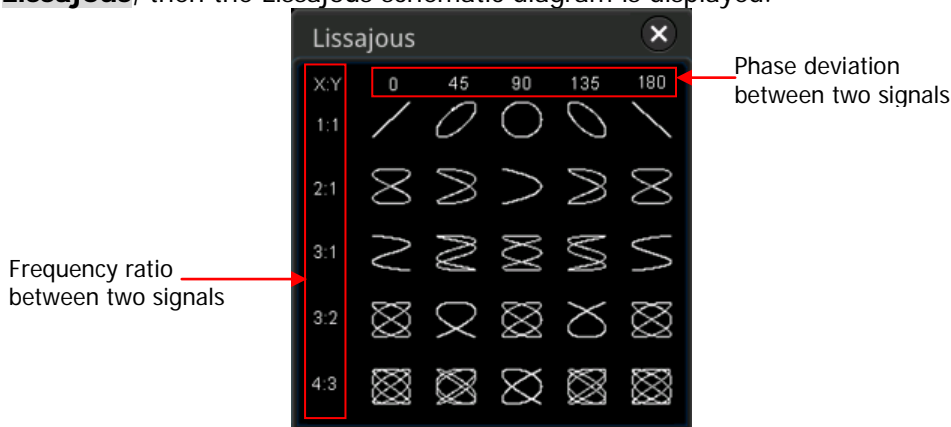 Lissajous, then the Lissajous schematic diagram is displayed.
Lissajous
X:Y 0 45 90 135 180
Phase deviation
between two signals
1:1
2:1
3:1
Frequency ratio
between two signals
3:2
4:3